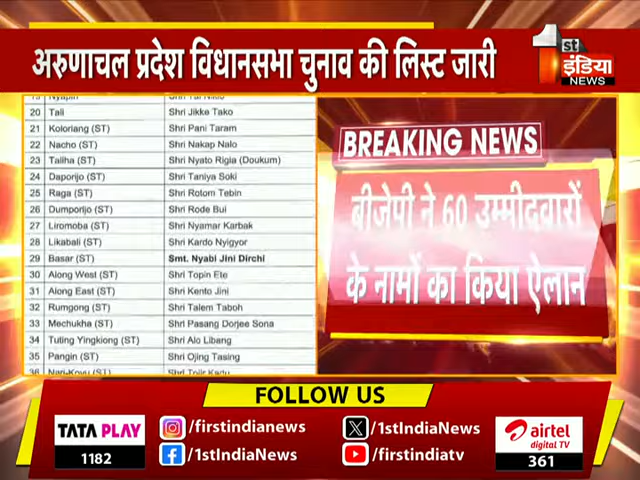 अरुणाचल प्रदेश विधानसभा चुनाव की लिस्ट जारी
1st
इंडिया
NEWS
20 Tali Shri Jikke Tako
21 Koloriang (ST) Shri Pani Taram
22 Nacho (ST) Shri Nakap Nalo
23 Taliha (ST) Shri Nyato Rigia (Doukum)
24 Daporijo (ST) Shri Taniya Soki
25 Raga (ST) Shri Rotom Tebin
26 Dumporijo (ST) Shri Rode Bui
27 Liromoba (ST) Shri Nyamar Karbak
28 Likabali (ST) Shri Kardo Nyigyor
29 Basar (ST) Smt. Nyabi Jini Dirchi
30 Along West (ST) Shri Topin Ete
31 Along East (ST) Shri Kento Jini
32 Rumgong (ST) Shri Talem Taboh
33 Mechukha (ST) Shri Pasang Dorjee Sona
34 Tuting Yingkiong (ST) Shri Alo Libang
35 Pangin (ST) Shri Ojing Tasing
BREAKING NEWS
बीजेपी ने 60 उम्मीदवारों
के नामों का किया ऐलान
FOLLOW US
TATA PLAY
1182
/firstindianews
/1stIndiaNews
/1stIndiaNews
/firstindiatv
airtel
digital TV
361